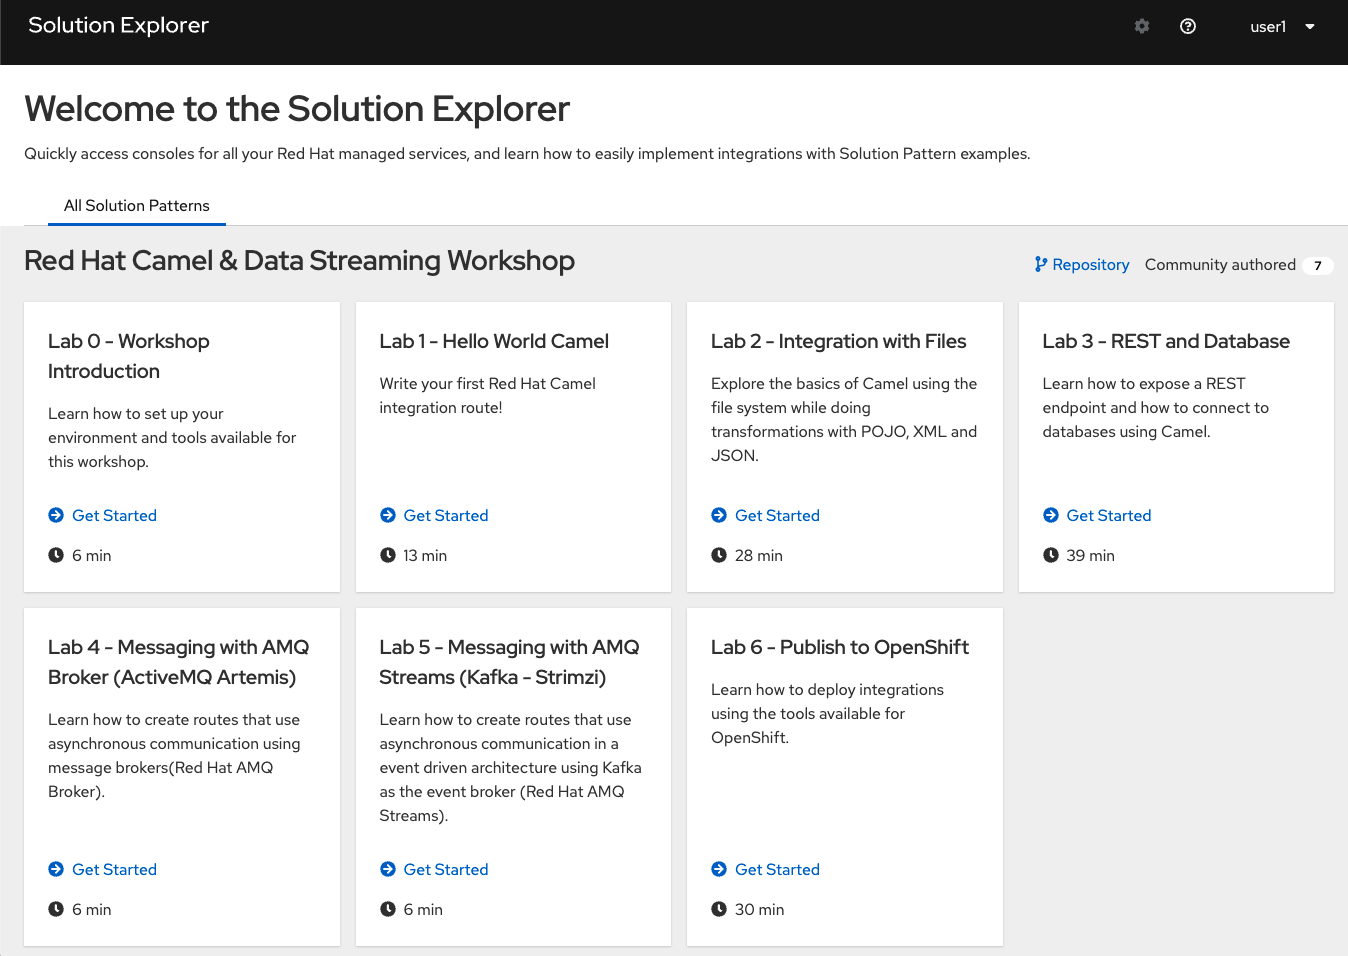 Solution Explorer
user1
Welcome to the Solution Explorer
Quickly access consoles for all your Red Hat managed services, and learn how to easily implement integrations with Solution Pattern examples.
All Solution Patterns
Red Hat Camel & Data Streaming Workshop
Repository Community authored 7
Lab 0 - Workshop
Introduction
Learn how to set up your
environment and tools available for
this workshop.
Get Started
6 min
Lab 1 - Hello World Camel
Write your first Red Hat Camel
integration route!
Get Started
13 min
Lab 2 - Integration with Files
Explore the basics of Camel using the
file system while doing
transformations with POJO, XML and
JSON.
Get Started
28 min
Lab 3 - REST and Database
Learn how to expose a REST
endpoint and how to connect to
databases using Camel.
Get Started
39 min
Lab 4 - Messaging with AMQ
Broker (ActiveMQ Artemis)
Learn how to create routes that use
asynchronous communication using
message brokers(Red Hat AMQ
Broker).
Get Started
6 min
Lab 5 - Messaging with AMQ
Streams (Kafka - Strimzi)
Learn how to create routes that use
asynchronous communication in a
event driven architecture using Kafka
as the event broker (Red Hat AMQ
Streams).
Get Started
6 min
Lab 6 - Publish to OpenShift
Learn how to deploy integrations
using the tools available for
OpenShift.
Get Started
30 min